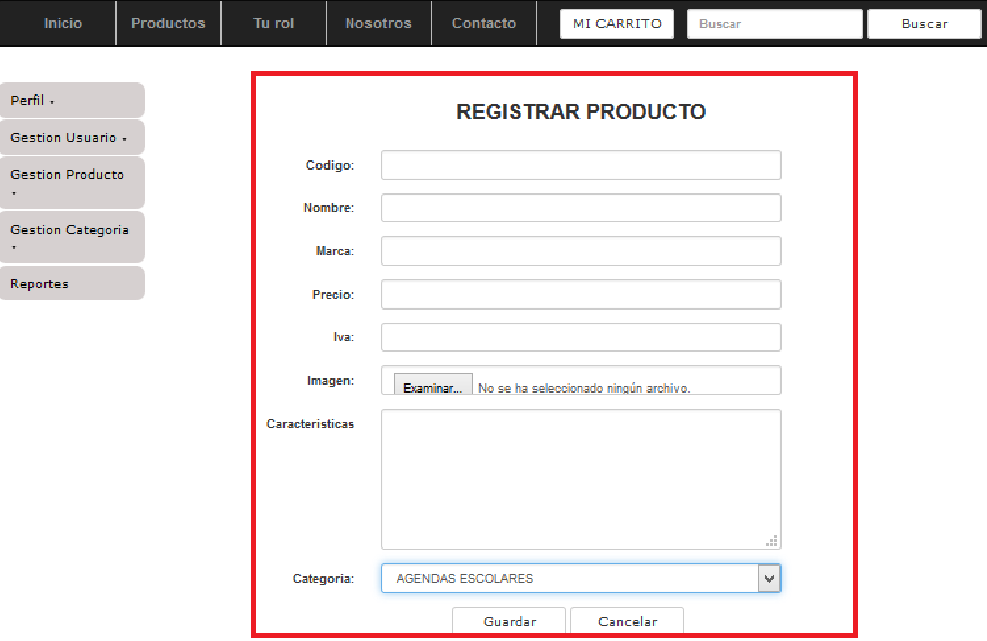 Inicio Productos Tu rol Nosotros Contacto MI CARRITO Buscar Buscar
Perfil
Gestion Usuario
Gestion Producto
Gestion Categoria
Reportes
REGISTRAR PRODUCTO
Codigo:
Nombre:
Marca:
Precio:
Iva:
Imagen: Examinar... No se ha seleccionado ningún archivo.
Caracteristicas
Categoria: AGENDAS ESCOLARES
Guardar Cancelar